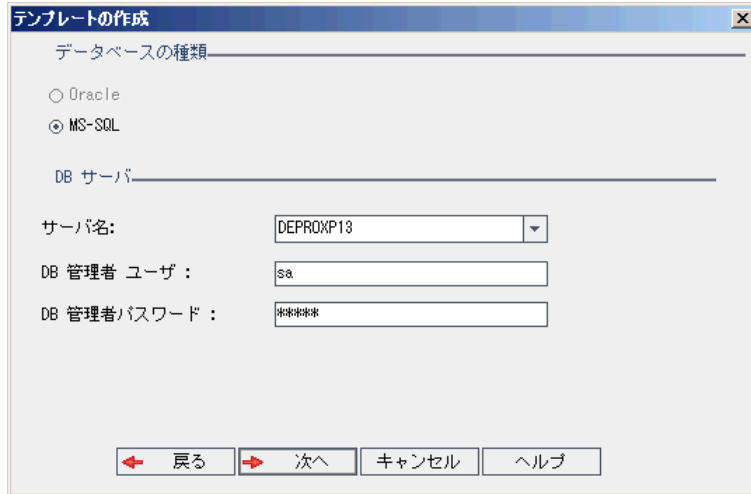 テンプレートの作成
データベースの種類
Oracle
MS-SQL
DB サーバ
サーバ名:
DEPROXP13
DB 管理者 ユーザ :
sa
DB 管理者パスワード :
*****
戻る 次へ キャンセル ヘルプ